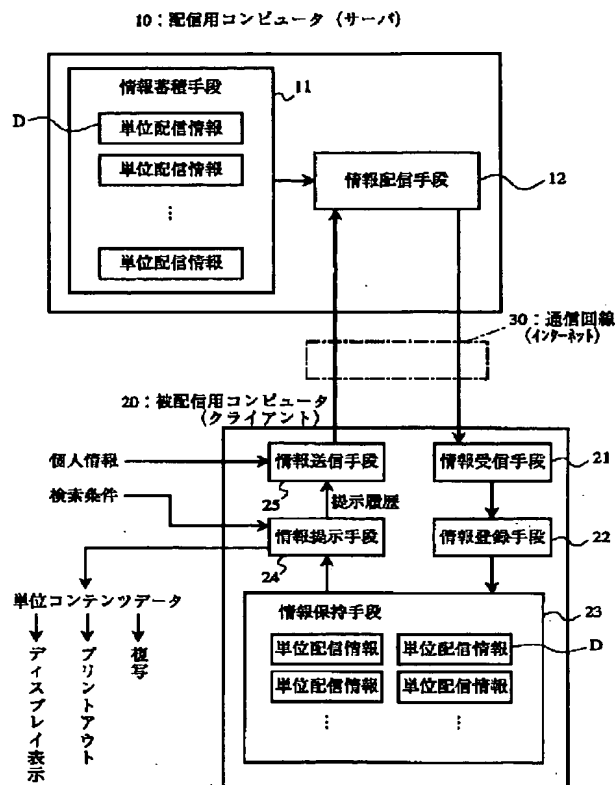 10：配信用コンピュータ（サーバ）
情報蓄積手段
11
D
単位配信情報
単位配信情報
⋮
単位配信情報
情報配信手段
12
30：通信回線
（インターネット）
20：被配信用コンピュータ
（クライアント）
個人情報
情報送信手段
25
情報受信手段
21
提示履歴
検索条件
情報提示手段
24
情報登録手段
22
単位コンテンツデータ
情報保持手段
23
単位配信情報
単位配信情報
D
単位配信情報
単位配信情報
⋮
⋮
ディスプレイ表示
プリントアウト
複写